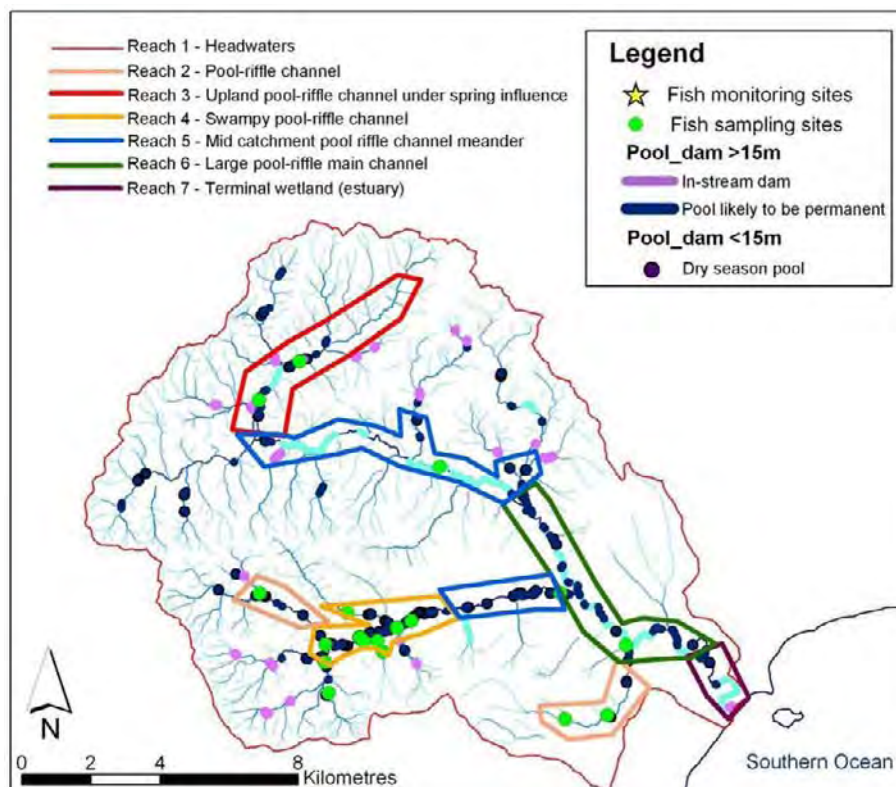 Reach 1 - Headwaters
Reach 2 - Pool-riffle channel
Reach 3 - Upland pool-riffle channel under spring influence
Reach 4 - Swampy pool-riffle channel
Reach 5 - Mid catchment pool riffle channel meander
Reach 6 - Large pool-riffle main channel
Reach 7 - Terminal wetland (estuary)
Legend
Fish monitoring sites
Fish sampling sites
Pool_dam >15m
In-stream dam
Pool likely to be permanent
Pool_dam <15m
Dry season pool
N
0 2 4 8
Kilometres
Southern Ocean